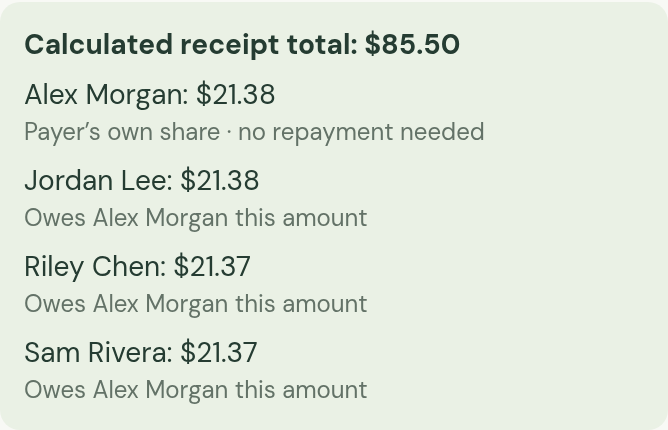 Calculated receipt total: $85.50
Alex Morgan: $21.38
Payer’s own share · no repayment needed
Jordan Lee: $21.38
Owes Alex Morgan this amount
Riley Chen: $21.37
Owes Alex Morgan this amount
Sam Rivera: $21.37
Owes Alex Morgan this amount